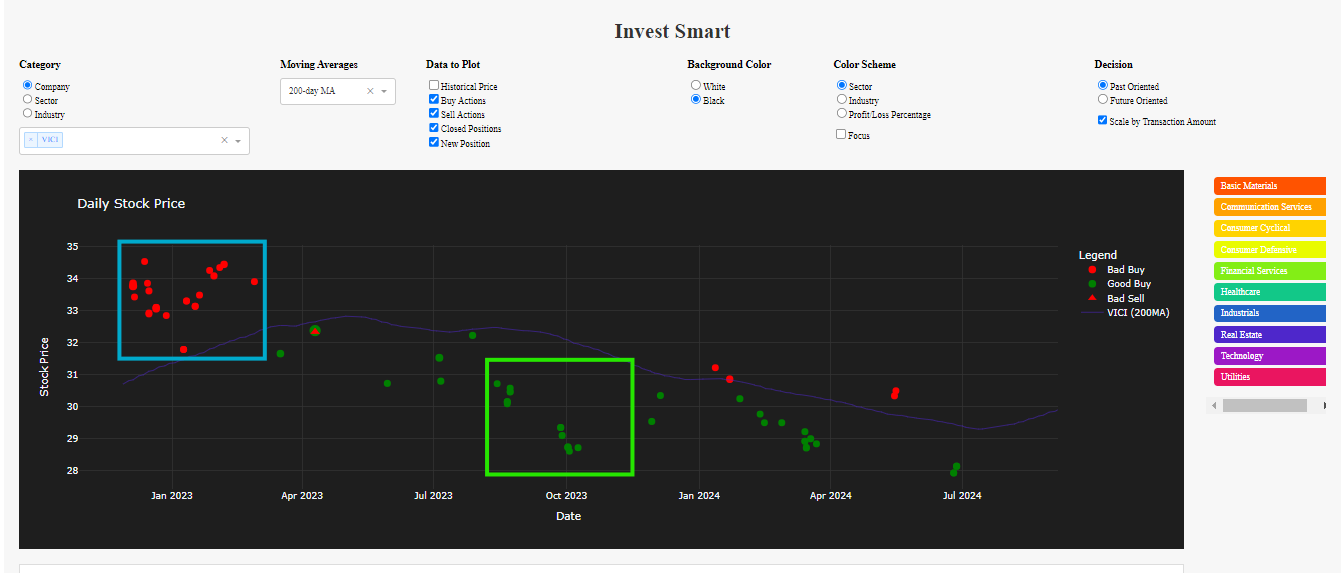 Invest Smart
Category
Moving Averages
Data to Plot
Background Color
Color Scheme
Decision
Company
Sector
Industry
× VICI
200-day MA
Historical Price
Buy Actions
Sell Actions
Closed Positions
New Position
White
Black
Sector
Industry
Profit/Loss Percentage
Focus
Past Oriented
Future Oriented
Scale by Transaction Amount
Daily Stock Price
35
34
33
32
31
30
29
28
Stock Price
Jan 2023
Apr 2023
Jul 2023
Oct 2023
Jan 2024
Apr 2024
Jul 2024
Date
Legend
Bad Buy
Good Buy
Bad Sell
VICI (200MA)
Basic Materials
Communication Services
Consumer Cyclical
Consumer Defensive
Financial Services
Healthcare
Industrials
Real Estate
Technology
Utilities